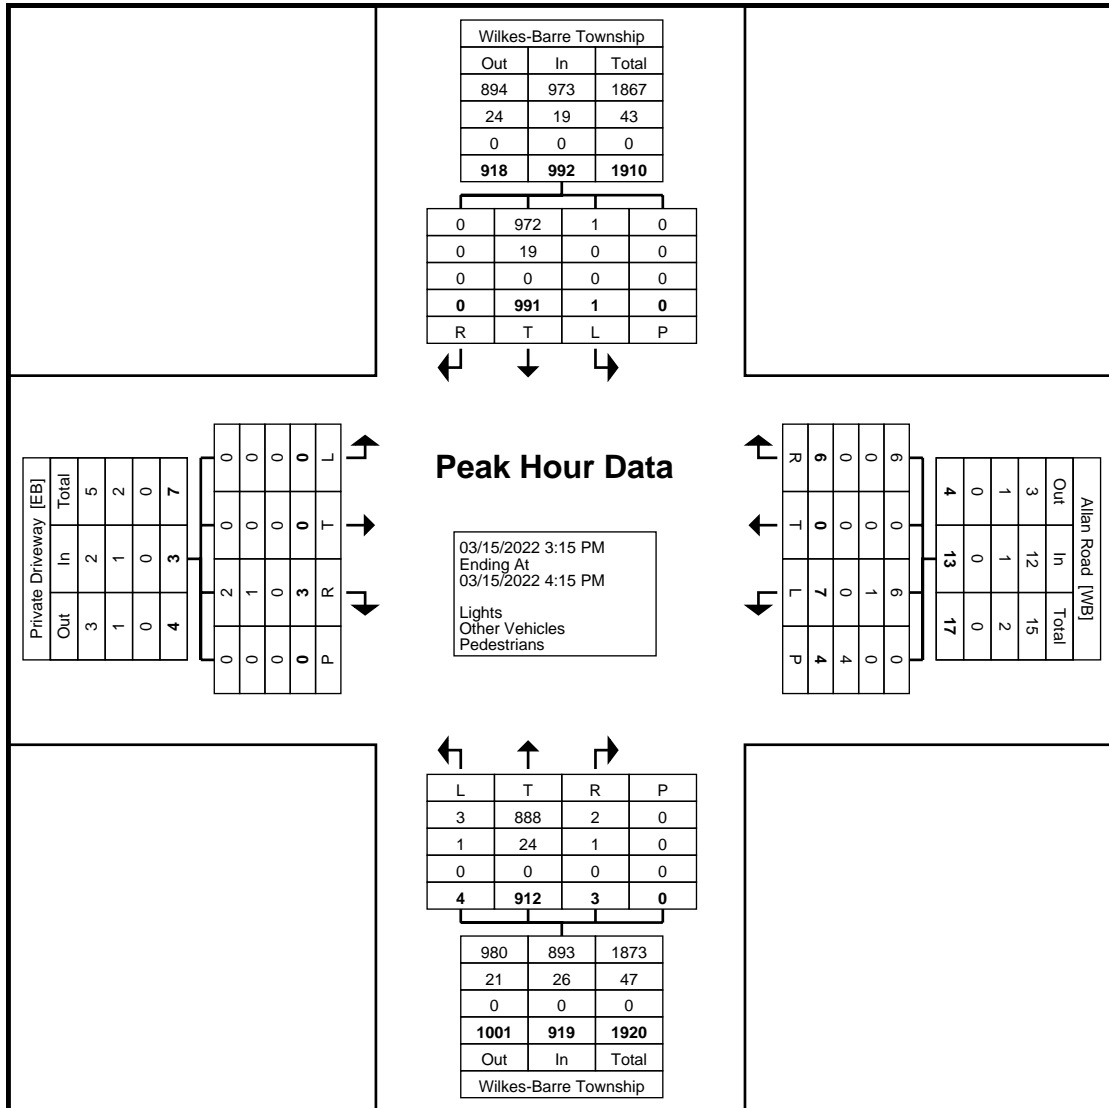 Wilkes-Barre Township
Out In Total
894 973 1867
24 19 43
0 0 0
918 992 1910
0 972 1 0
0 19 0 0
0 0 0 0
0 991 1 0
R T L P
Private Driveway [EB]
Out In Total
3 2 5
1 1 2
0 0 0
4 3 7
0 2 0 0
0 1 0 0
0 0 0 0
0 3 0 0
P R T L
Peak Hour Data
03/15/2022 3:15 PM
Ending At
03/15/2022 4:15 PM
Lights
Other Vehicles
Pedestrians
Allan Road [WB]
Out In Total
3 12 15
1 1 2
0 0 0
4 13 17
6 0 6 0
0 0 1 0
0 0 0 4
6 0 7 4
R T L P
L T R P
3 888 2 0
1 24 1 0
0 0 0 0
4 912 3 0
980 893 1873
21 26 47
0 0 0
1001 919 1920
Out In Total
Wilkes-Barre Township